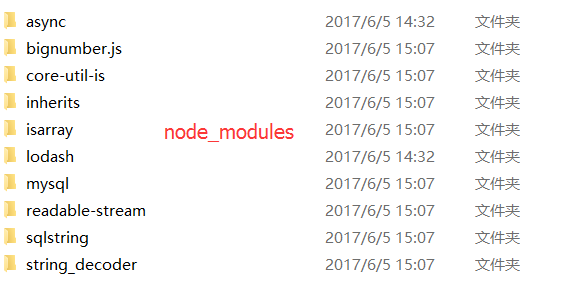 async 2017/6/5 14:32 文件夹
bignumber.js 2017/6/5 15:07 文件夹
core-util-is 2017/6/5 15:07 文件夹
inherits 2017/6/5 15:07 文件夹
isarray node_modules 2017/6/5 15:07 文件夹
lodash 2017/6/5 14:32 文件夹
mysql 2017/6/5 15:07 文件夹
readable-stream 2017/6/5 15:07 文件夹
sqlstring 2017/6/5 15:07 文件夹
string_decoder 2017/6/5 15:07 文件夹